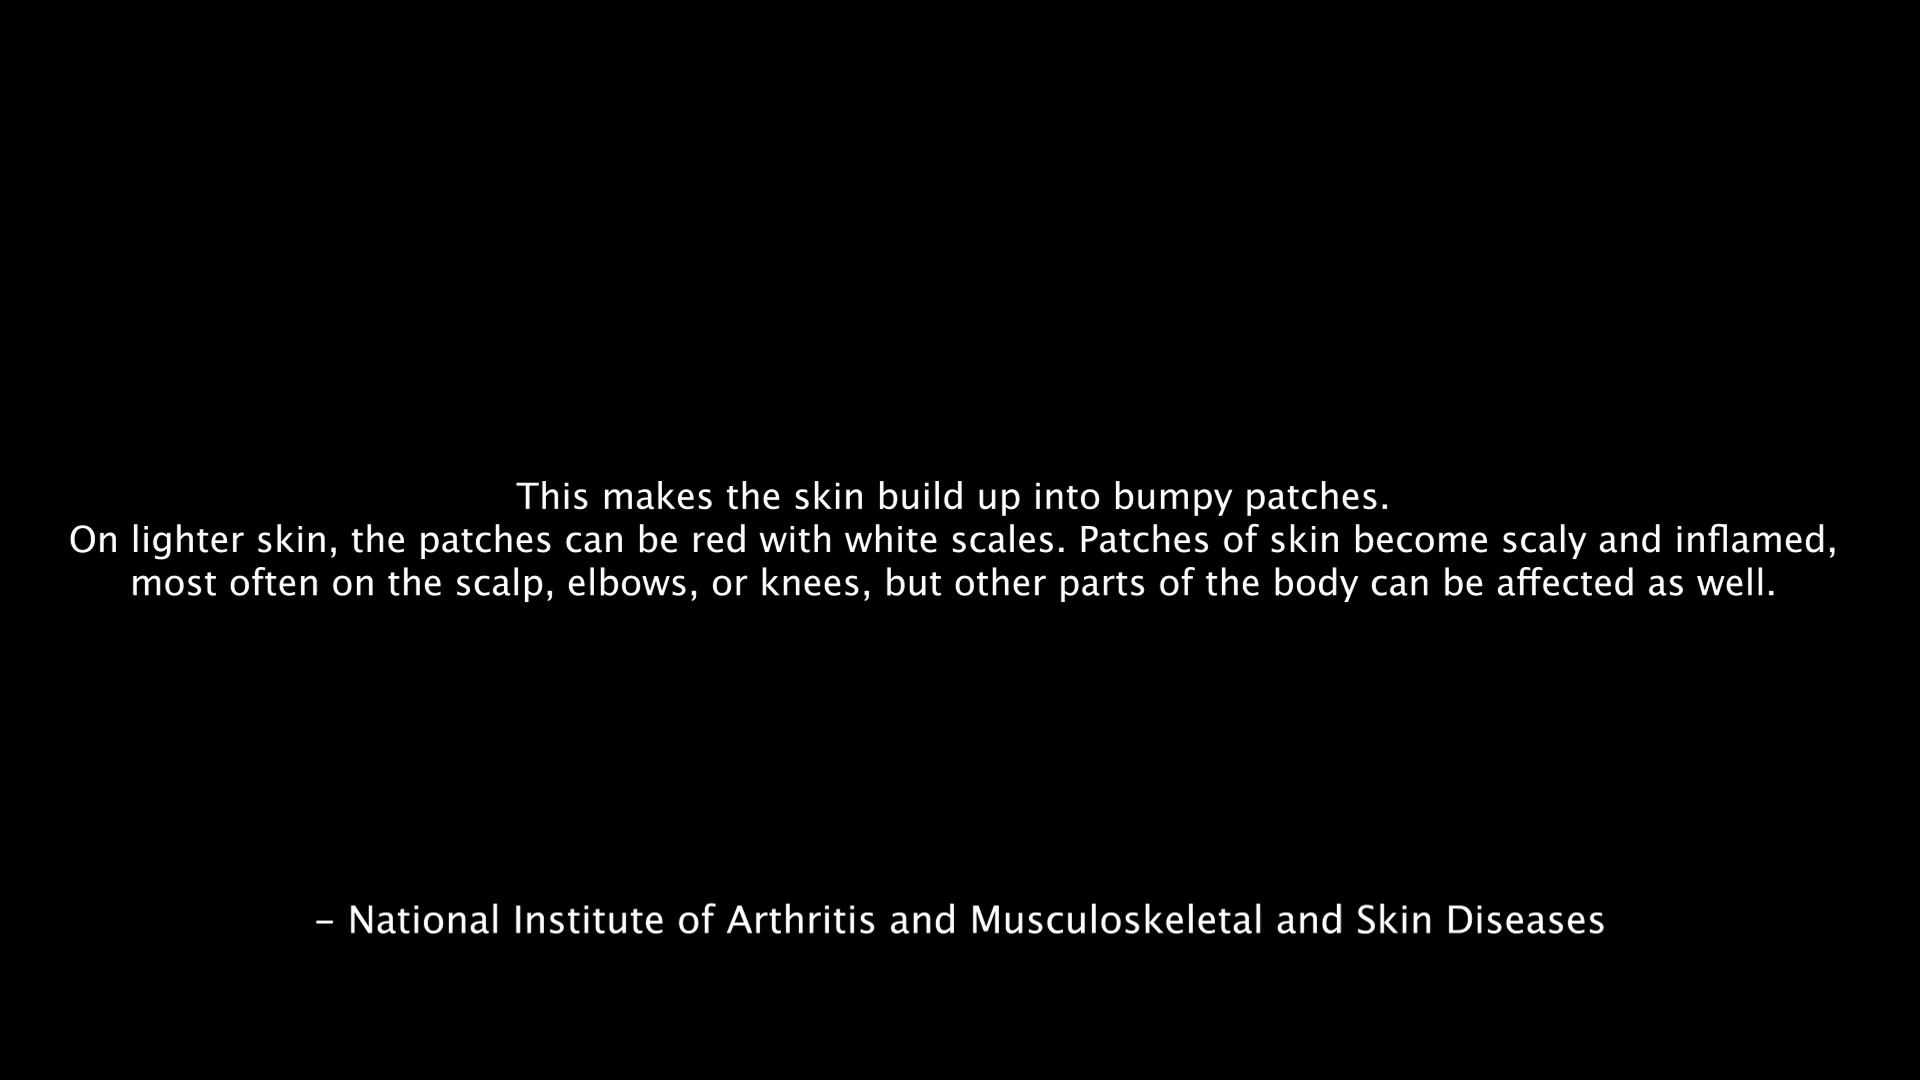 This makes the skin build up into bumpy patches.
On lighter skin, the patches can be red with white scales. Patches of skin become scaly and inflamed,
most often on the scalp, elbows, or knees, but other parts of the body can be affected as well.
– National Institute of Arthritis and Musculoskeletal and Skin Diseases